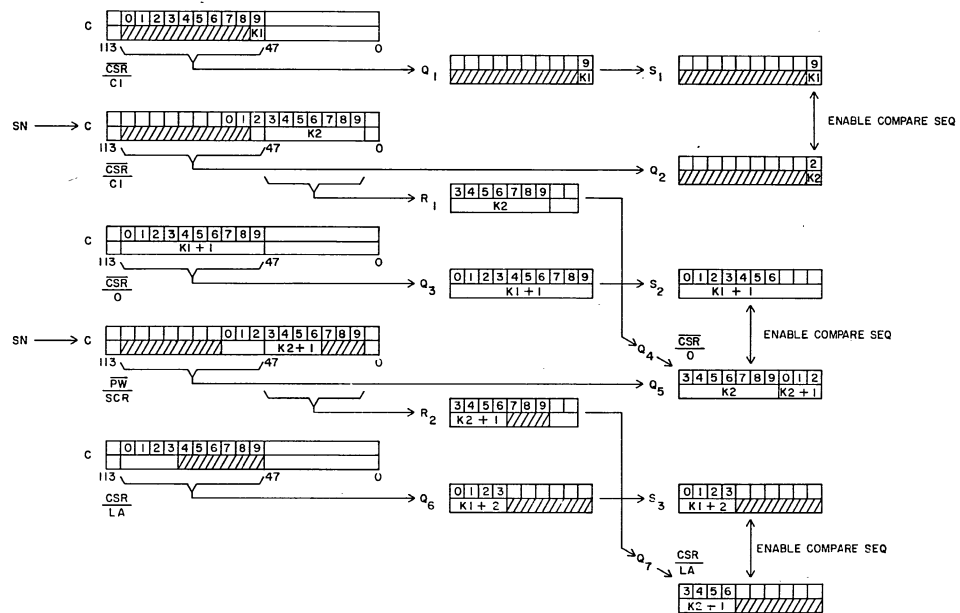 0 1 2 3 4 5 6 7 8 9
C K1
113 47 0
CSR
C1
Q1 9 K1
S1 9 K1
ENABLE COMPARE SEQ
SN C 0 1 2 3 4 5 6 7 8 9
K2
113 47 0
CSR
C1
Q2 2 K2
R1 3 4 5 6 7 8 9
K2
C 0 1 2 3 4 5 6 7 8 9
K1 + 1
113 47 0
CSR
0
Q3 0 1 2 3 4 5 6 7 8 9
K1 + 1
S2 0 1 2 3 4 5 6
K1 + 1
ENABLE COMPARE SEQ
SN C 0 1 2 3 4 5 6 7 8 9
K2+1
113 47 0
PW
SCR
Q4 CSR
0
Q5 3 4 5 6 7 8 9 0 1 2
K2 K2+1
R2 3 4 5 6 7 8 9
K2+1
C 0 1 2 3 4 5 6 7 8 9
113 47 0
CSR
LA
Q6 0 1 2 3
K1+2
S3 0 1 2 3
K1+2
ENABLE COMPARE SEQ
Q7 CSR
LA
3 4 5 6
K2+1